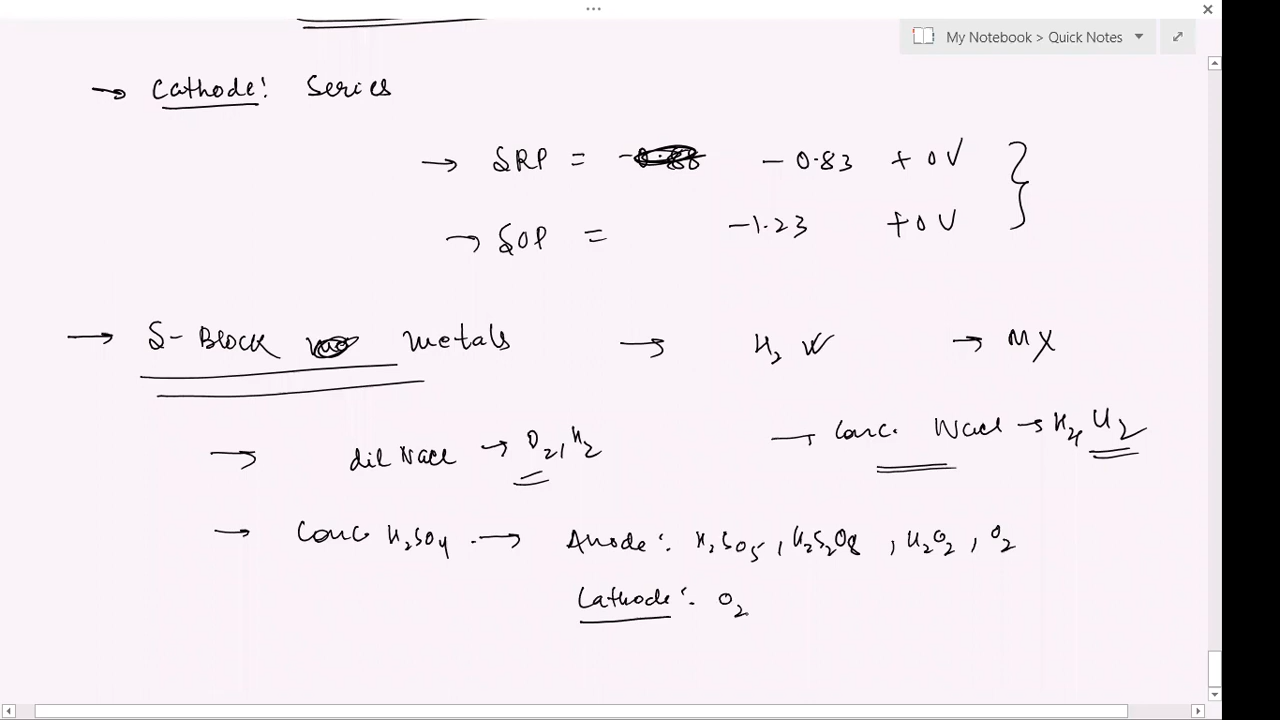 My Notebook > Quick Notes
→ Cathode: Series
→ SRP = - 0.83 + 0V
→ SOP = -1.23 + 0V
→ S-Block metals → H₂ → MX
→ dil NaCl → O₂, H₂ → Conc. NaCl → H₂ Cl₂
→ Conc H₂SO₄ → Anode: H₂SO₅, H₂S₂O₈, H₂O₂, O₂
Cathode: O₂